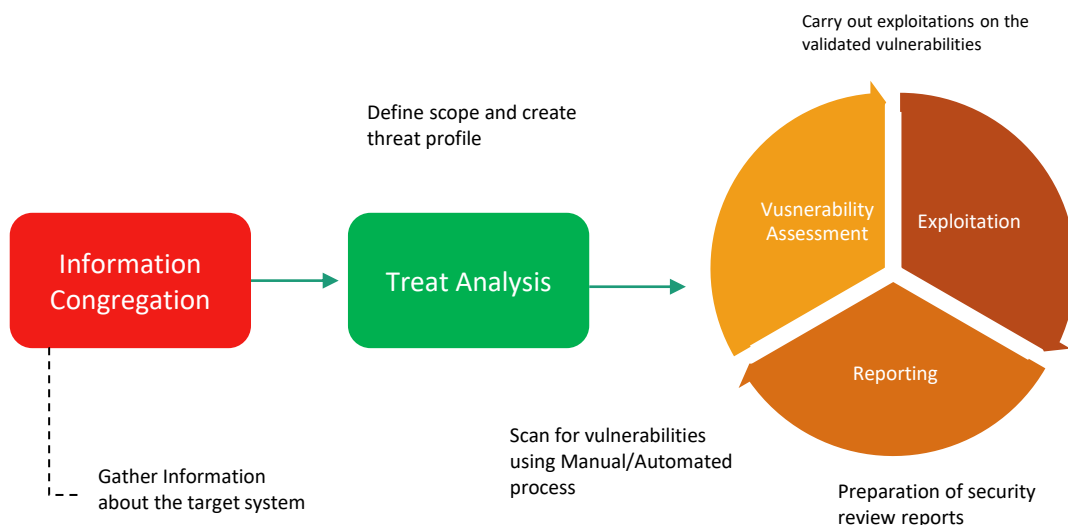 Carry out exploitations on the
validated vulnerabilities
Define scope and create
threat profile
Information
Congregation
Treat Analysis
Vusnerability
Assessment
Exploitation
Reporting
Scan for vulnerabilities
using Manual/Automated
process
Gather Information
about the target system
Preparation of security
review reports